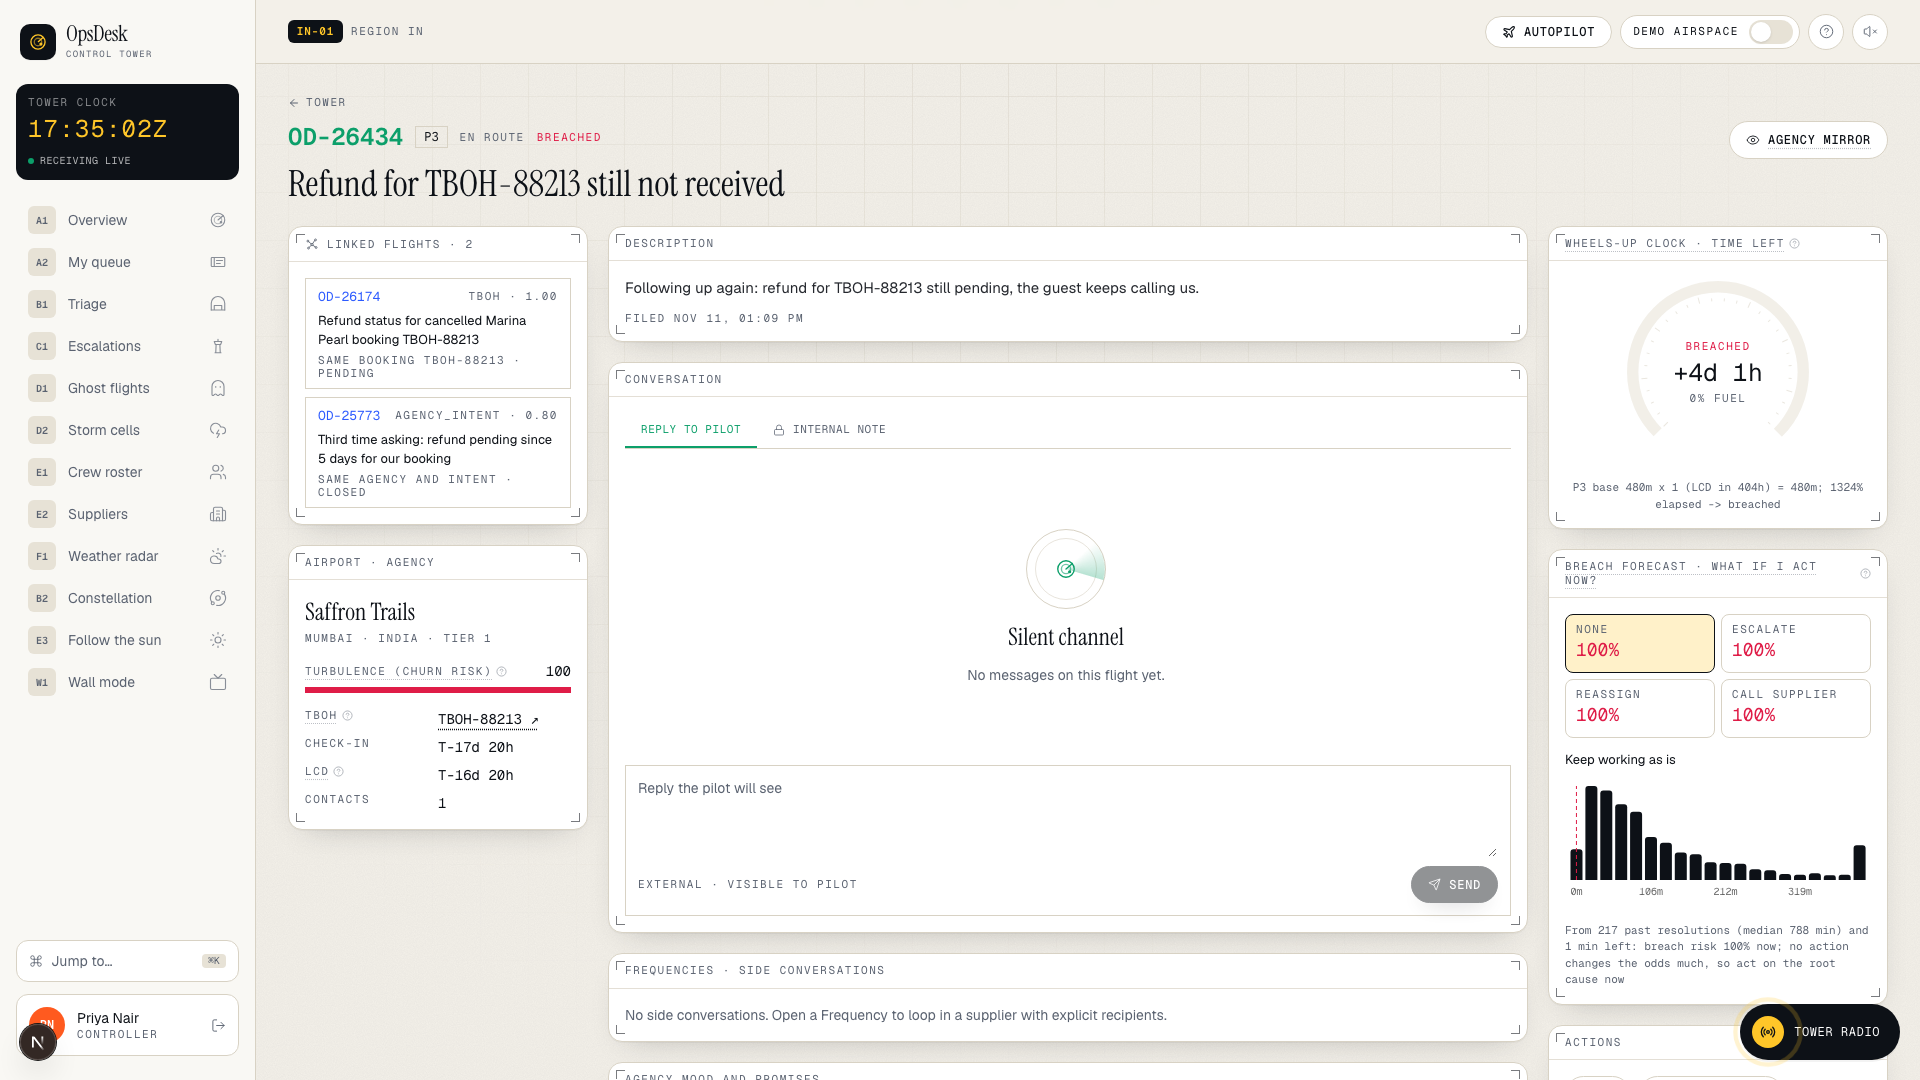 OpsDesk
CONTROL TOWER
TOWER CLOCK
17:35:02Z
RECEIVING LIVE
A1 Overview
A2 My queue
B1 Triage
C1 Escalations
D1 Ghost flights
D2 Storm cells
E1 Crew roster
E2 Suppliers
F1 Weather radar
B2 Constellation
E3 Follow the sun
W1 Wall mode
⌘ Jump to… ⌘K
Priya Nair
CONTROLLER
N
IN-01 REGION IN
AUTOPILOT
DEMO AIRSPACE
← TOWER
OD-26434 P3 EN ROUTE BREACHED
AGENCY MIRROR
Refund for TBOH-88213 still not received
LINKED FLIGHTS · 2
OD-26174 TBOH · 1.00
Refund status for cancelled Marina
Pearl booking TBOH-88213
SAME BOOKING TBOH-88213 ·
PENDING
OD-25773 AGENCY_INTENT · 0.80
Third time asking: refund pending since
5 days for our booking
SAME AGENCY AND INTENT ·
CLOSED
AIRPORT · AGENCY
Saffron Trails
MUMBAI · INDIA · TIER 1
TURBULENCE (CHURN RISK) 100
TBOH TBOH-88213 ↗
CHECK-IN T-17d 20h
LCD T-16d 20h
CONTACTS 1
DESCRIPTION
Following up again: refund for TBOH-88213 still pending, the guest keeps calling us.
FILED NOV 11, 01:09 PM
CONVERSATION
REPLY TO PILOT INTERNAL NOTE
Silent channel
No messages on this flight yet.
Reply the pilot will see
EXTERNAL · VISIBLE TO PILOT
SEND
FREQUENCIES · SIDE CONVERSATIONS
No side conversations. Open a Frequency to loop in a supplier with explicit recipients.
AGENCY MOOD AND PROMISES
WHEELS-UP CLOCK · TIME LEFT
BREACHED
+4d 1h
0% FUEL
P3 base 480m x 1 (LCD in 404h) = 480m; 1324%
elapsed -> breached
BREACH FORECAST · WHAT IF I ACT
NOW?
NONE
100%
ESCALATE
100%
REASSIGN
100%
CALL SUPPLIER
100%
Keep working as is
0m 106m 212m 319m
From 217 past resolutions (median 788 min) and
1 min left: breach risk 100% now; no action
changes the odds much, so act on the root
cause now
ACTIONS
TOWER RADIO